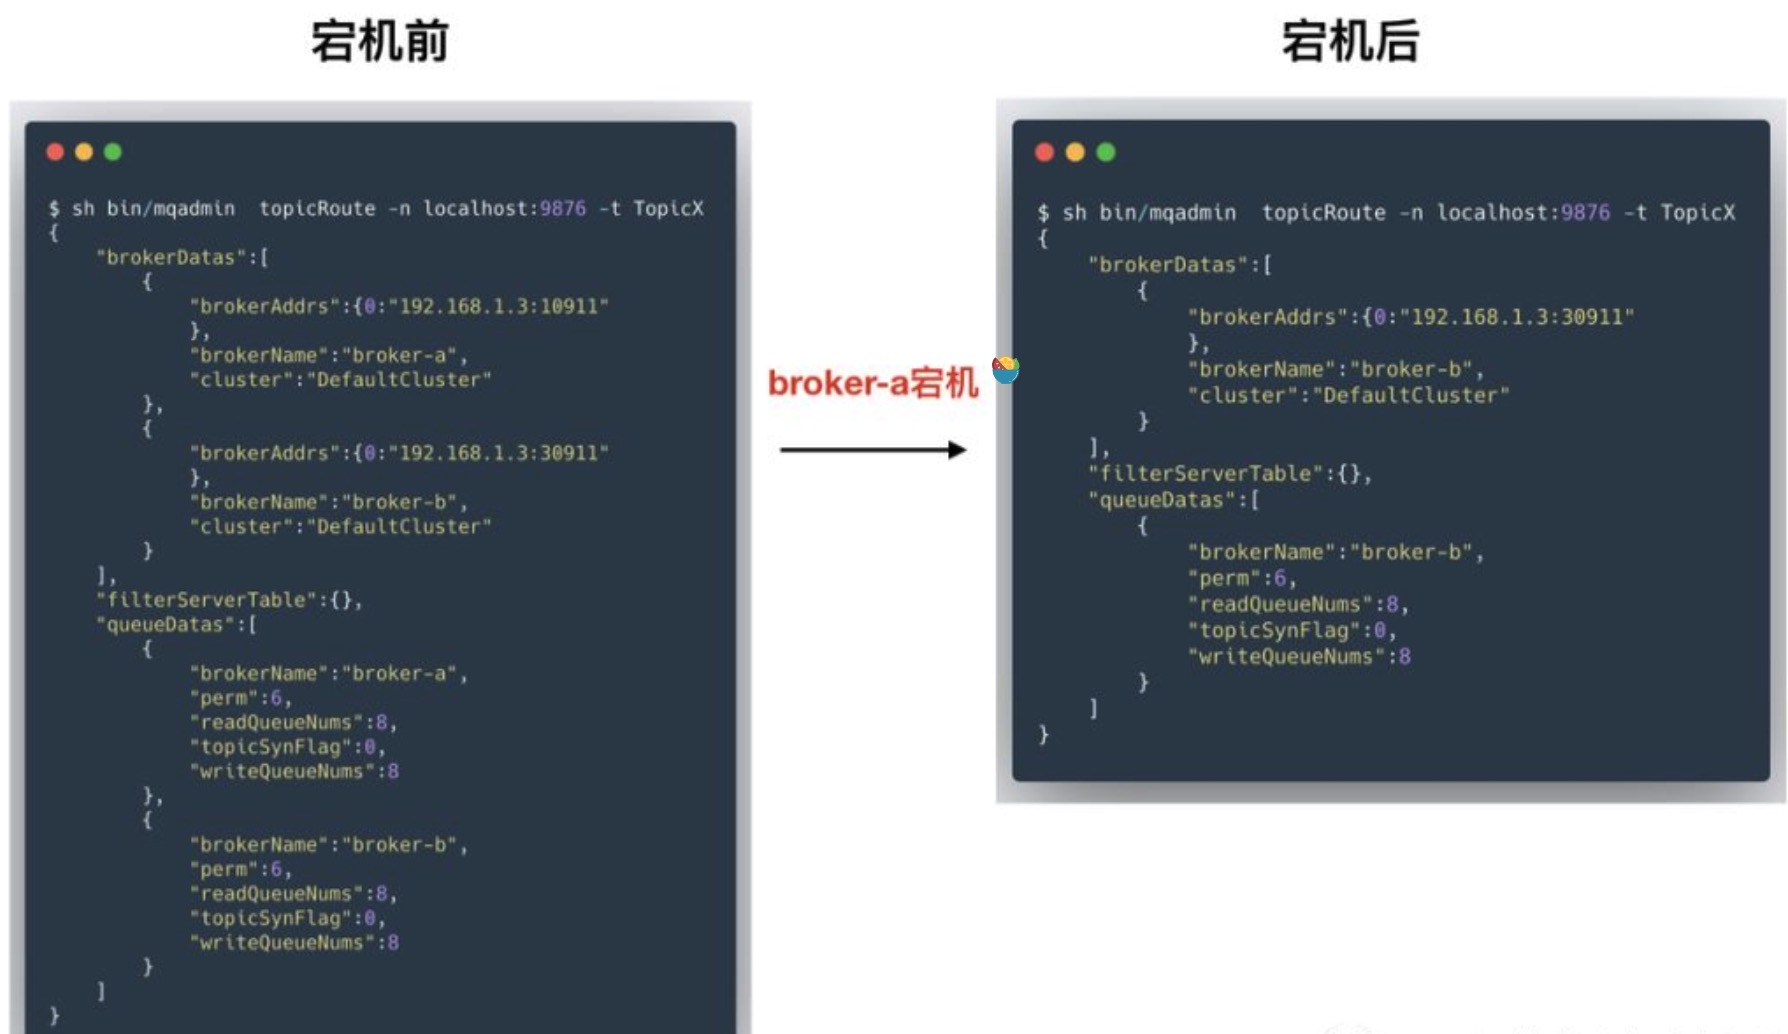 宕机前
$ sh bin/mqadmin  topicRoute -n localhost:9876 -t TopicX
{
"brokerDatas":[
{
"brokerAddrs":{0:"192.168.1.3:10911"
},
"brokerName":"broker-a",
"cluster":"DefaultCluster"
},
{
"brokerAddrs":{0:"192.168.1.3:30911"
},
"brokerName":"broker-b",
"cluster":"DefaultCluster"
}
],
"filterServerTable":{},
"queueDatas":[
{
"brokerName":"broker-a",
"perm":6,
"readQueueNums":8,
"topicSynFlag":0,
"writeQueueNums":8
},
{
"brokerName":"broker-b",
"perm":6,
"readQueueNums":8,
"topicSynFlag":0,
"writeQueueNums":8
}
]
}
broker-a宕机
宕机后
$ sh bin/mqadmin  topicRoute -n localhost:9876 -t TopicX
{
"brokerDatas":[
{
"brokerAddrs":{0:"192.168.1.3:30911"
},
"brokerName":"broker-b",
"cluster":"DefaultCluster"
}
],
"filterServerTable":{},
"queueDatas":[
{
"brokerName":"broker-b",
"perm":6,
"readQueueNums":8,
"topicSynFlag":0,
"writeQueueNums":8
}
]
}